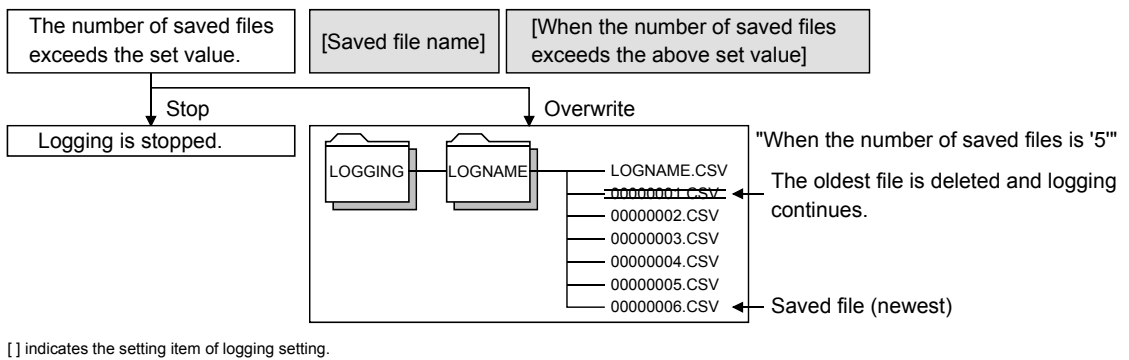 The number of saved files
exceeds the set value.
[Saved file name]
[When the number of saved files
exceeds the above set value]
Stop
Overwrite
Logging is stopped.
LOGGING
LOGNAME
LOGNAME.CSV
00000001.CSV
00000002.CSV
00000003.CSV
00000004.CSV
00000005.CSV
00000006.CSV
"When the number of saved files is '5'"
The oldest file is deleted and logging
continues.
Saved file (newest)
[ ] indicates the setting item of logging setting.